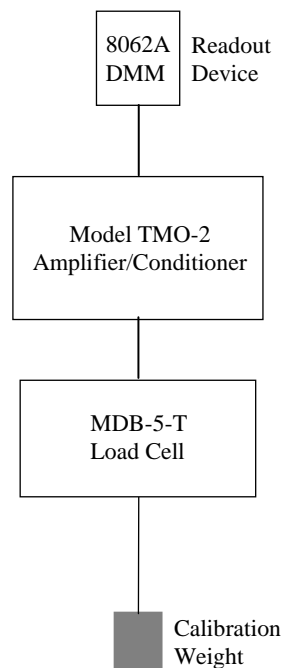 8062A
DMM
Readout
Device
Model TMO-2
Amplifier/Conditioner
MDB-5-T
Load Cell
Calibration
Weight